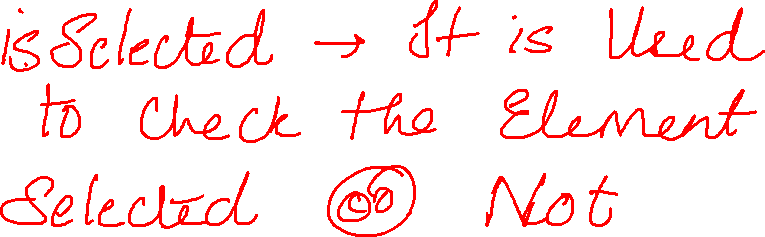 isSelected → It is Used
to check the Element
Selected Not